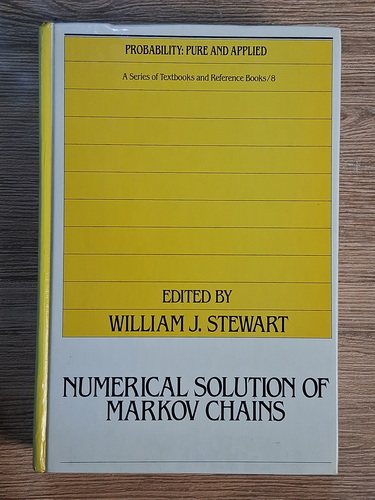 PROBABILITY: PURE AND APPLIED
A Series of Textbooks and Reference Books/8
EDITED BY
WILLIAM J. STEWART
NUMERICAL SOLUTION OF
MARKOV CHAINS